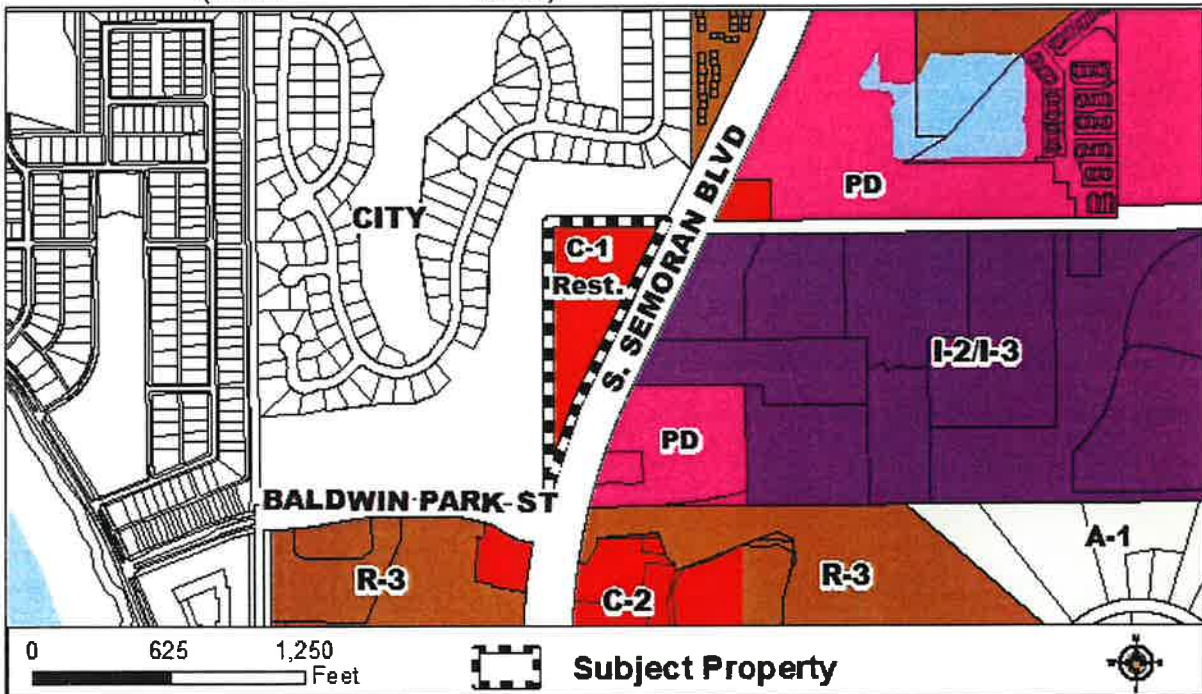 PD
CITY
S. SEMORAN BLVD
C-1
Rest.
I-2/I-3
PD
BALDWIN PARK ST
A-1
R-3
R-3
C-2
0 625 1,250
Feet
Subject Property
N